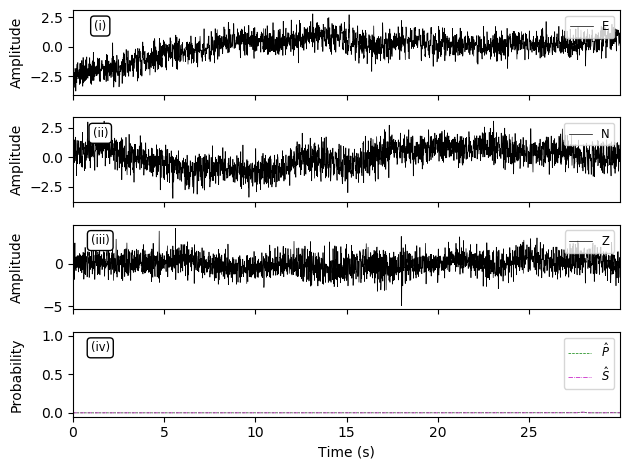 2.5
0.0
−2.5
Amplitude
(i)
E
2.5
0.0
−2.5
Amplitude
(ii)
N
0
−5
Amplitude
(iii)
Z
1.0
0.5
0.0
Probability
(iv)
P̂
Ŝ
0 5 10 15 20 25
Time (s)